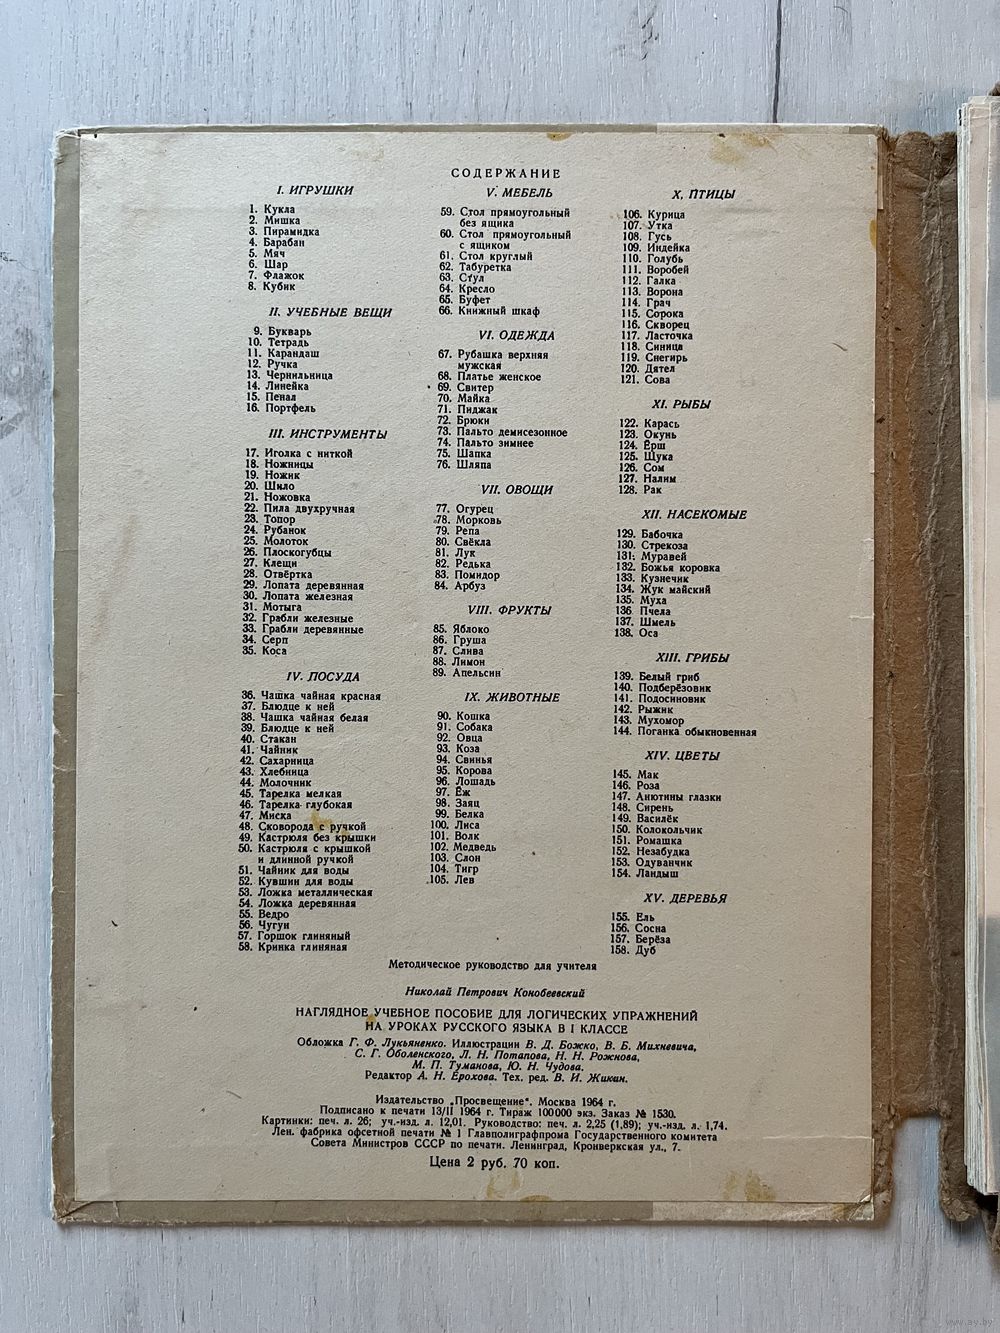 СОДЕРЖАНИЕ
I. ИГРУШКИ
1. Кукла
2. Мишка
3. Пирамидка
4. Барабан
5. Мяч
6. Шар
7. Флажок
8. Кубик
II. УЧЕБНЫЕ ВЕЩИ
9. Букварь
10. Тетрадь
11. Карандаш
12. Ручка
13. Чернильница
14. Линейка
15. Пенал
16. Портфель
III. ИНСТРУМЕНТЫ
17. Иголка с ниткой
18. Ножницы
19. Ножик
20. Шило
21. Ножовка
22. Пила двухручная
23. Топор
24. Рубанок
25. Молоток
26. Плоскогубцы
27. Клещи
28. Отвёртка
29. Лопата деревянная
30. Лопата железная
31. Мотыга
32. Грабли железные
33. Грабли деревянные
34. Серп
35. Коса
IV. ПОСУДА
36. Чашка чайная красная
37. Блюдце к ней
38. Чашка чайная белая
39. Блюдце к ней
40. Стакан
41. Чайник
42. Сахарница
43. Хлебница
44. Молочник
45. Тарелка мелкая
46. Тарелка глубокая
47. Миска
48. Сковорода с ручкой
49. Кастрюля без крышки
50. Кастрюля с крышкой
и длинной ручкой
51. Чайник для воды
52. Кувшин для воды
53. Ложка металлическая
54. Ложка деревянная
55. Ведро
56. Чугун
57. Горшок глиняный
58. Кринка глиняная
V. МЕБЕЛЬ
59. Стол прямоугольный
без ящика
60. Стол прямоугольный
с ящиком
61. Стол круглый
62. Табуретка
63. Стул
64. Кресло
65. Буфет
66. Книжный шкаф
VI. ОДЕЖДА
67. Рубашка верхняя
мужская
68. Платье женское
69. Свитер
70. Майка
71. Пиджак
72. Брюки
73. Пальто демисезонное
74. Пальто зимнее
75. Шапка
76. Шляпа
VII. ОВОЩИ
77. Огурец
78. Морковь
79. Репа
80. Свёкла
81. Лук
82. Редька
83. Помидор
84. Арбуз
VIII. ФРУКТЫ
85. Яблоко
86. Груша
87. Слива
88. Лимон
89. Апельсин
IX. ЖИВОТНЫЕ
90. Кошка
91. Собака
92. Овца
93. Коза
94. Свинья
95. Корова
96. Лошадь
97. Ёж
98. Заяц
99. Белка
100. Лиса
101. Волк
102. Медведь
103. Слон
104. Тигр
105. Лев
X. ПТИЦЫ
106. Курица
107. Утка
108. Гусь
109. Индейка
110. Голубь
111. Воробей
112. Галка
113. Ворона
114. Грач
115. Сорока
116. Скворец
117. Ласточка
118. Синица
119. Снегирь
120. Дятел
121. Сова
XI. РЫБЫ
122. Карась
123. Окунь
124. Ёрш
125. Щука
126. Сом
127. Налим
128. Рак
XII. НАСЕКОМЫЕ
129. Бабочка
130. Стрекоза
131. Муравей
132. Божья коровка
133. Кузнечик
134. Жук майский
135. Муха
136. Пчела
137. Шмель
138. Оса
XIII. ГРИБЫ
139. Белый гриб
140. Подберёзовик
141. Подосиновик
142. Рыжик
143. Мухомор
144. Поганка обыкновенная
XIV. ЦВЕТЫ
145. Мак
146. Роза
147. Анютины глазки
148. Сирень
149. Василёк
150. Колокольчик
151. Ромашка
152. Незабудка
153. Одуванчик
154. Ландыш
XV. ДЕРЕВЬЯ
155. Ель
156. Сосна
157. Берёза
158. Дуб
Методическое руководство для учителя
Николай Петрович Конобеевский
НАГЛЯДНОЕ УЧЕБНОЕ ПОСОБИЕ ДЛЯ ЛОГИЧЕСКИХ УПРАЖНЕНИЙ
НА УРОКАХ РУССКОГО ЯЗЫКА В I КЛАССЕ
Обложка Г. Ф. Лукьяненко. Иллюстрации В. Д. Божко, В. Б. Михневича,
С. Г. Оболенского, Л. Н. Потапова, Н. Н. Рожнова,
М. П. Туманова, Ю. Н. Чудова.
Редактор А. Н. Ерохова. Тех. ред. В. И. Жикин.
Издательство „Просвещение“. Москва 1964 г.
Подписано к печати 13/II 1964 г. Тираж 100000 экз. Заказ № 1530.
Картинки: печ. л. 26; уч.-изд. л. 12,01. Руководство: печ. л. 2,25 (1,89); уч.-изд. л. 1,74.
Лен. фабрика офсетной печати № 1 Главполиграфпрома Государственного комитета
Совета Министров СССР по печати. Ленинград, Кронверкская ул., 7.
Цена 2 руб. 70 коп.
www.ay.by